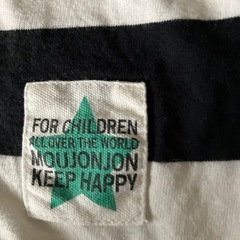 FOR CHILDREN
ALL OVER THE WORLD
MOUJONJON
KEEP HAPPY